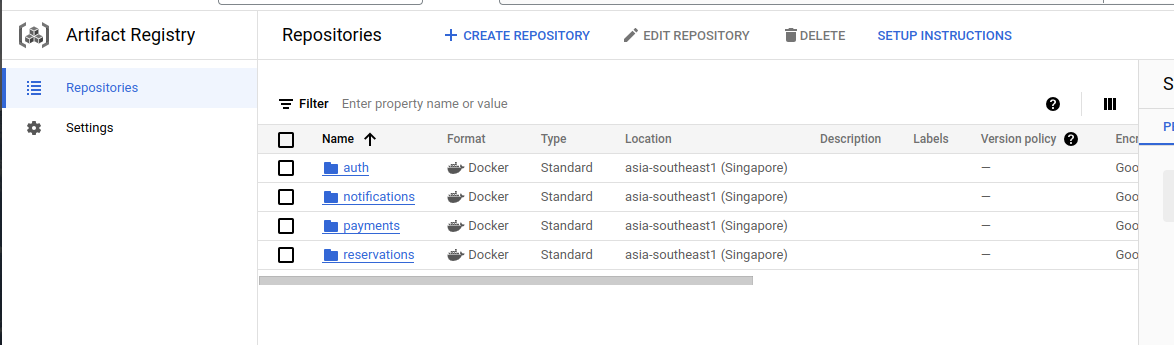 Artifact Registry
Repositories
CREATE REPOSITORY
EDIT REPOSITORY
DELETE
SETUP INSTRUCTIONS
Repositories
Settings
Filter Enter property name or value
Name Format Type Location Description Labels Version policy Encr
auth Docker Standard asia-southeast1 (Singapore) — Goo
notifications Docker Standard asia-southeast1 (Singapore) — Goo
payments Docker Standard asia-southeast1 (Singapore) — Goo
reservations Docker Standard asia-southeast1 (Singapore) — Goo
S